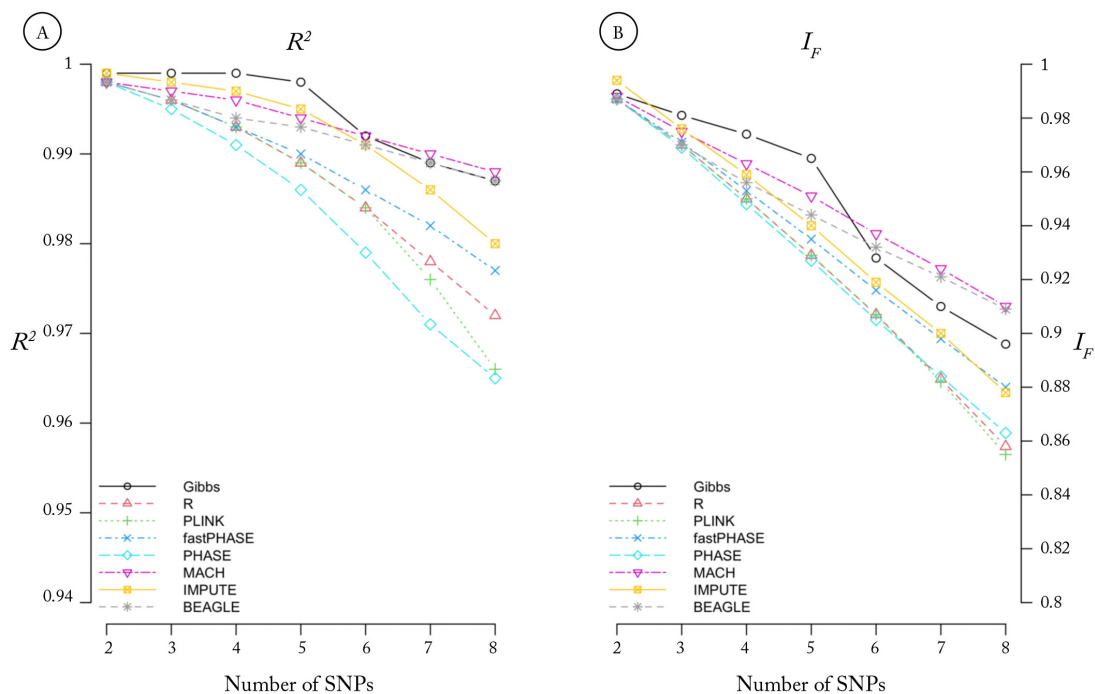 A
R²
B
I_F
1
0.99
0.98
0.97
0.96
0.95
0.94
R²
Gibbs
R
PLINK
fastPHASE
PHASE
MACH
IMPUTE
BEAGLE
2 3 4 5 6 7 8
Number of SNPs
1
0.98
0.96
0.94
0.92
0.9
0.88
0.86
0.84
0.82
0.8
I_F
Gibbs
R
PLINK
fastPHASE
PHASE
MACH
IMPUTE
BEAGLE
2 3 4 5 6 7 8
Number of SNPs